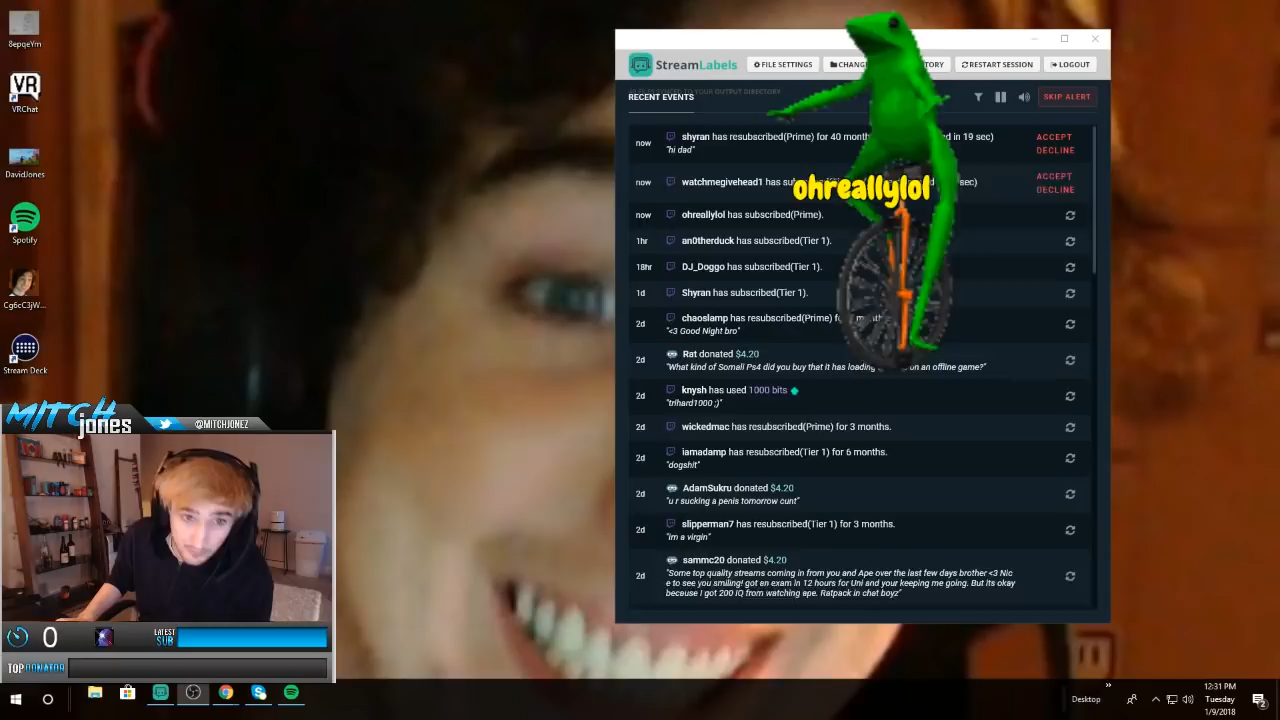 8epqeYm
VRChat
DavidJones
Spotify
Cg6cC3jW...
Stream Deck
StreamLabels
FILE SETTINGS
RESTART SESSION
LOGOUT
RECENT EVENTS
SKIP ALERT
now
shyran has resubscribed(Prime) for 40 in 19 sec)
"hi dad"
ACCEPT
DECLINE
now
watchmegivehead1 has
ACCEPT
DECLINE
ohreallylol
now
ohreallylol has subscribed(Prime).
1hr
an0therduck has subscribed(Tier 1).
18hr
DJ_Doggo has subscribed(Tier 1).
1d
Shyran has subscribed(Tier 1).
2d
chaoslamp has resubscribed(Prime)
"<3 Good Night bro"
2d
Rat donated $4.20
"What kind of Somali Ps4 did you buy that it has loading on an offline game?"
2d
knysh has used 1000 bits
"trihard1000 ;)"
2d
wickedmac has resubscribed(Prime) for 3 months.
2d
iamadamp has resubscribed(Tier 1) for 6 months.
"dogshit"
2d
AdamSukru donated $4.20
"u r sucking a penis tomorrow cunt"
2d
slipperman7 has resubscribed(Tier 1) for 3 months.
"im a virgin"
2d
sammc20 donated $4.20
"Some top quality streams coming in from you and Ape over the last few days brother <3 Nic
e to see you smiling! got an exam in 12 hours for Uni and your keeping me going. But its okay
because I got 200 IQ from watching ape. Ratpack in chat boyz"
MITCH
jones
@MITCHJONEZ
0
LATEST
SUB
TOP DONATOR
Desktop
12:31 PM
Tuesday
1/9/2018
2